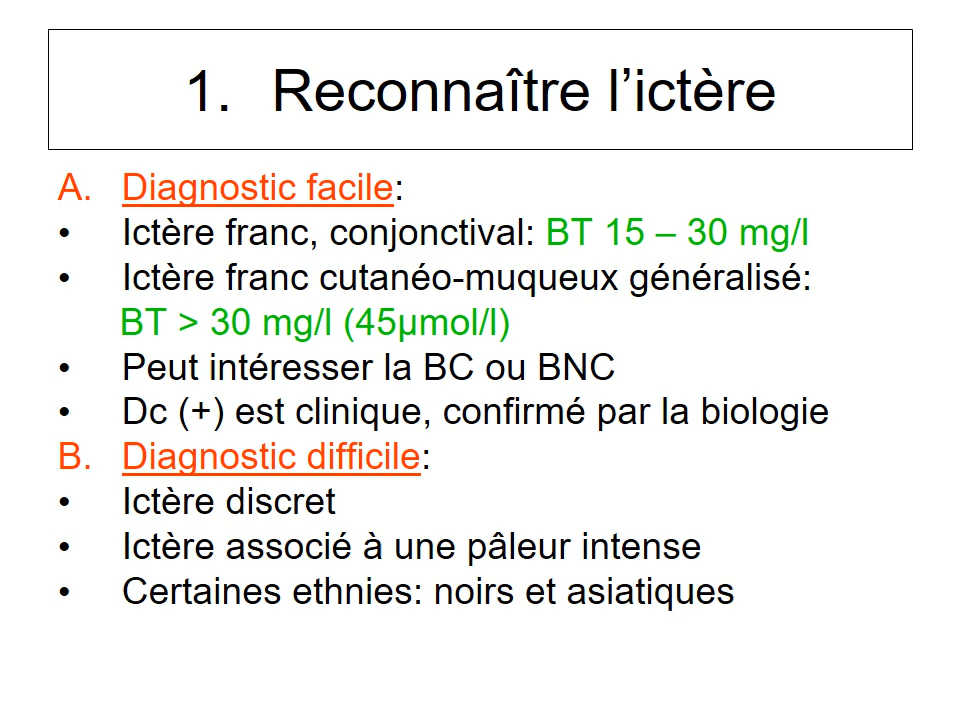 1. Reconnaître l’ictère
A. Diagnostic facile:
• Ictère franc, conjonctival: BT 15 – 30 mg/l
• Ictère franc cutanéo-muqueux généralisé:
BT > 30 mg/l (45µmol/l)
• Peut intéresser la BC ou BNC
• Dc (+) est clinique, confirmé par la biologie
B. Diagnostic difficile:
• Ictère discret
• Ictère associé à une pâleur intense
• Certaines ethnies: noirs et asiatiques